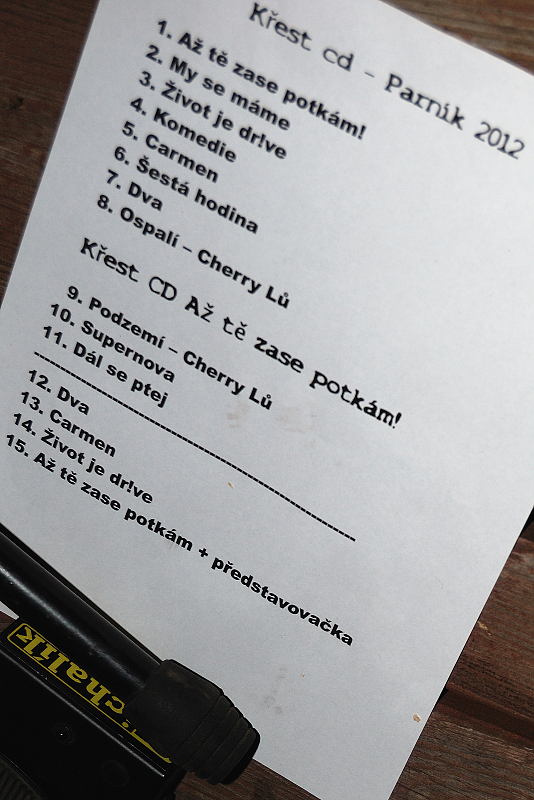 Křest cd – Parník 2012
1. Až tě zase potkám!
2. My se máme
3. Život je dr!ve
4. Komedie
5. Carmen
6. Šestá hodina
7. Dva
8. Ospalí – Cherry Lů
Křest CD Až tě zase potkám!
9. Podzemí – Cherry Lů
10. Supernova
11. Dál se ptej
12. Dva
13. Carmen
14. Život je dr!ve
15. Až tě zase potkám + představovačka
chalík